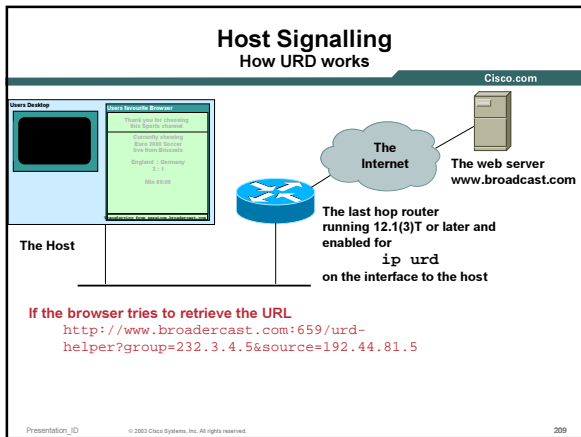 Host Signalling
How URD works
Cisco.com
Users Desktop
Users favourite Browser
Thank you for choosing
this Sports channel
Currently showing
Euro 2000 Soccer
live from Brussels
England : Germany
Min 89:00
The Host
The
Internet
The web server
www.broadcast.com
The last hop router
running 12.1(3)T or later and
enabled for
ip urd
on the interface to the host
If the browser tries to retrieve the URL
http://www.broadercast.com:659/urd-
helper?group=232.3.4.5&source=192.44.81.5
Presentation_ID
© 2003 Cisco Systems, Inc. All rights reserved.
209